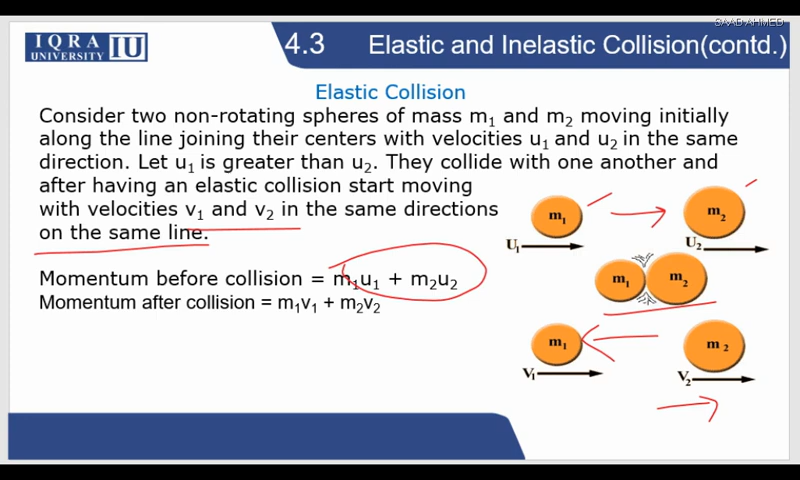 SAAD AHMED
IQRA
UNIVERSITY IU
4.3 Elastic and Inelastic Collision(contd.)
Elastic Collision
Consider two non-rotating spheres of mass m₁ and m₂ moving initially
along the line joining their centers with velocities u₁ and u₂ in the same
direction. Let u₁ is greater than u₂. They collide with one another and
after having an elastic collision start moving
with velocities v₁ and v₂ in the same directions
on the same line.
Momentum before collision = m₁u₁ + m₂u₂
Momentum after collision = m₁v₁ + m₂v₂
m₁ m₂
U₁ U₂
m₁ m₂
m₁ m₂
V₁ V₂